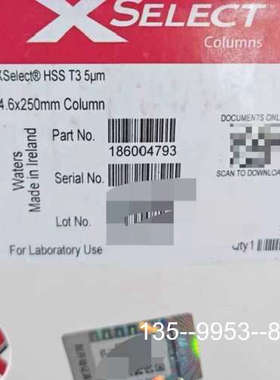 XSELECT
Columns
XSelect® HSS T3 5µm
4.6x250mm Column
Part No.
186004793
Serial No.
Lot No.
Waters
Made in Ireland
DOCUMENTS ONL
SCAN TO DOWNLOAD
For Laboratory Use
Qty:1
135--9953--8